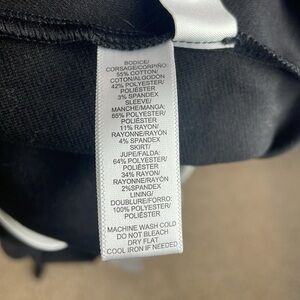 BODICE/
CORSAGE/CORPIÑO:
55% COTTON/
COTON/ALGODÓN
42% POLYESTER/
POLIÉSTER
3% SPANDEX
SLEEVE/
MANCHE/MANGA:
85% POLYESTER/
POLIÉSTER
11% RAYON/
RAYONNE/RAYÓN
4% SPANDEX
SKIRT/
JUPE/FALDA:
64% POLYESTER/
POLIÉSTER
34% RAYON/
RAYONNE/RAYÓN
2%SPANDEX
LINING/
DOUBLURE/FORRO:
100% POLYESTER/
POLIÉSTER
MACHINE WASH COLD
DO NOT BLEACH
DRY FLAT
COOL IRON IF NEEDED